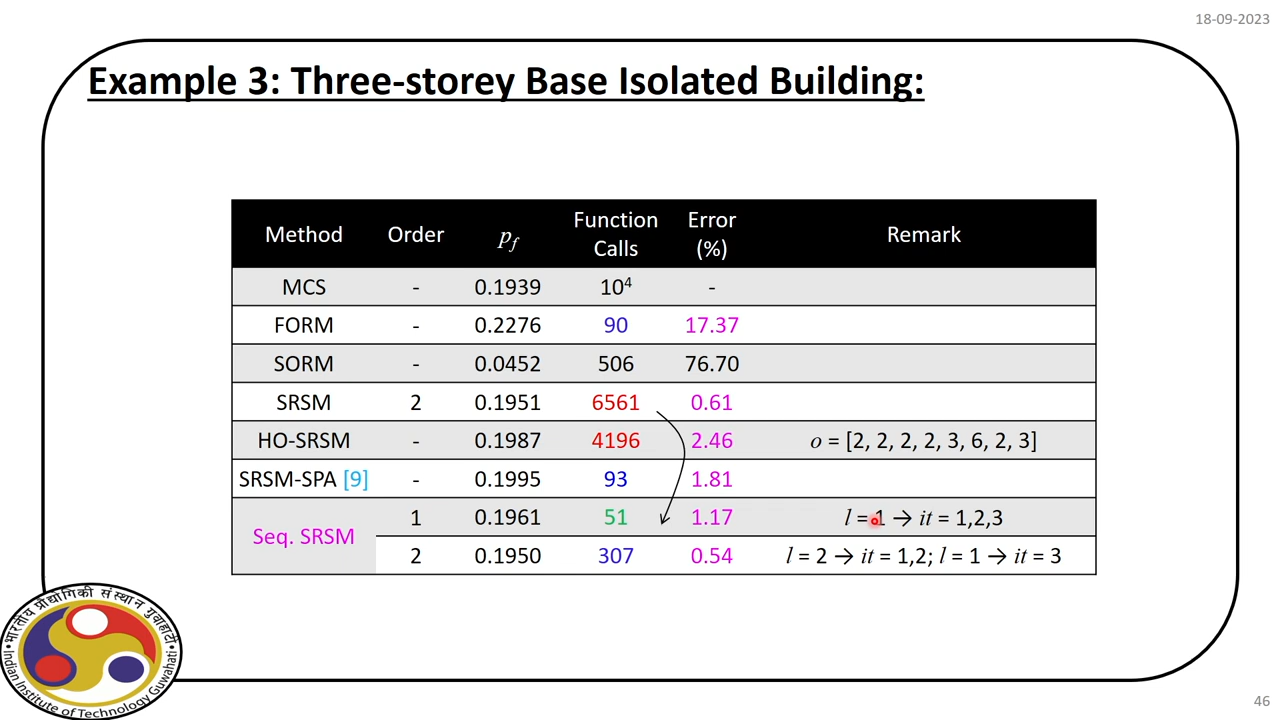 18-09-2023
Example 3: Three-storey Base Isolated Building:
Method Order p_f Function Calls Error (%) Remark
MCS - 0.1939 10⁴ -
FORM - 0.2276 90 17.37
SORM - 0.0452 506 76.70
SRSM 2 0.1951 6561 0.61
HO-SRSM - 0.1987 4196 2.46 o = [2, 2, 2, 2, 3, 6, 2, 3]
SRSM-SPA [9] - 0.1995 93 1.81
Seq. SRSM 1 0.1961 51 1.17 l = 1 → it = 1,2,3
2 0.1950 307 0.54 l = 2 → it = 1,2; l = 1 → it = 3
भारतीय प्रौद्योगिकी संस्थान गुवाहाटी
Indian Institute of Technology Guwahati
46